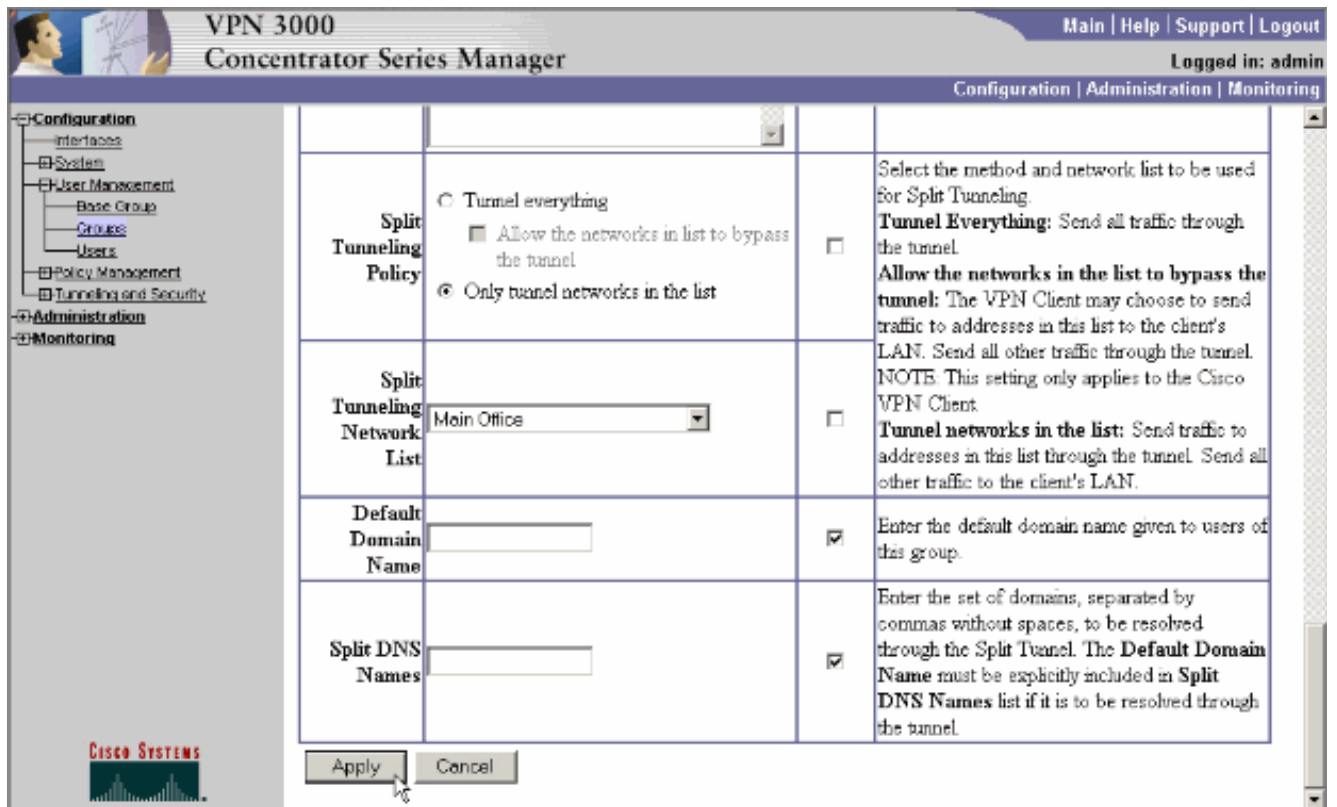 VPN 3000
Concentrator Series Manager
Main | Help | Support | Logout
Logged in: admin
Configuration | Administration | Monitoring
Configuration
Interfaces
System
User Management
Base Group
Groups
Users
Policy Management
Tunneling and Security
Administration
Monitoring
Split
Tunneling
Policy
Tunnel everything
Allow the networks in list to bypass
the tunnel
Only tunnel networks in the list
Select the method and network list to be used
for Split Tunneling.
Tunnel Everything: Send all traffic through
the tunnel.
Allow the networks in the list to bypass the
tunnel: The VPN Client may choose to send
traffic to addresses in this list to the client's
LAN. Send all other traffic through the tunnel.
NOTE: This setting only applies to the Cisco
VPN Client.
Tunnel networks in the list: Send traffic to
addresses in this list through the tunnel. Send all
other traffic to the client's LAN.
Split
Tunneling
Network
List
Main Office
Default
Domain
Name
Enter the default domain name given to users of
this group.
Split DNS
Names
Enter the set of domains, separated by
commas without spaces, to be resolved
through the Split Tunnel. The Default Domain
Name must be explicitly included in Split
DNS Names list if it is to be resolved through
the tunnel.
Apply
Cancel
CISCO SYSTEMS